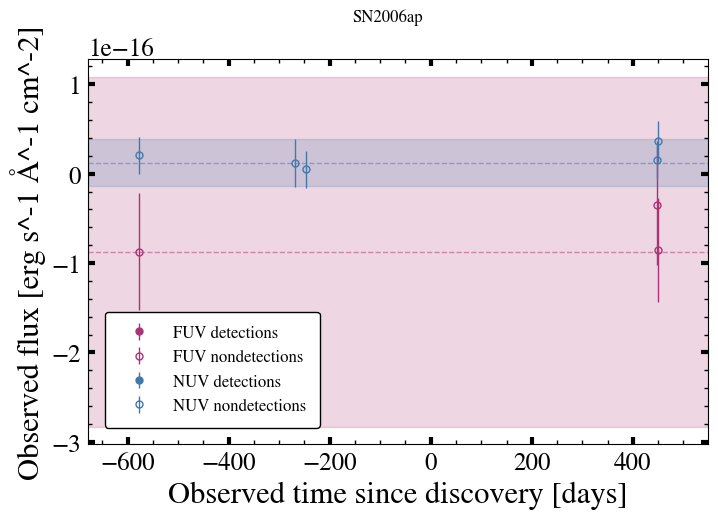 SN2006ap
1e−16
1
0
−1
−2
−3
Observed flux [erg s^-1 Å^-1 cm^-2]
FUV detections
FUV nondetections
NUV detections
NUV nondetections
−600 −400 −200 0 200 400
Observed time since discovery [days]